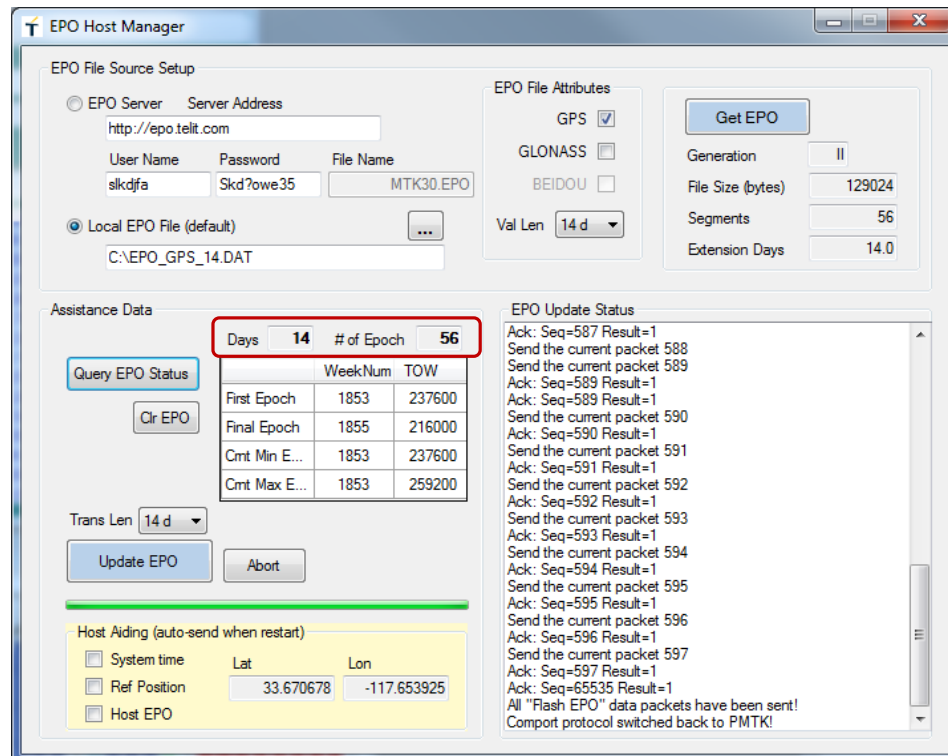 EPO Host Manager
EPO File Source Setup
EPO Server Server Address
http://epo.telit.com
User Name Password File Name
slkdjfa Skd?owe35 MTK30.EPO
Local EPO File (default) ...
C:\EPO_GPS_14.DAT
EPO File Attributes
GPS
GLONASS
BEIDOU
Val Len 14 d
Get EPO
Generation II
File Size (bytes) 129024
Segments 56
Extension Days 14.0
Assistance Data
Days 14 # of Epoch 56
Query EPO Status
Clr EPO
WeekNum TOW
First Epoch 1853 237600
Final Epoch 1855 216000
Crnt Min E... 1853 237600
Crnt Max E... 1853 259200
Trans Len 14 d
Update EPO Abort
Host Aiding (auto-send when restart)
System time Lat Lon
Ref Position 33.670678 -117.653925
Host EPO
EPO Update Status
Ack: Seq=587 Result=1
Send the current packet 588
Send the current packet 589
Ack: Seq=589 Result=1
Ack: Seq=589 Result=1
Send the current packet 590
Ack: Seq=590 Result=1
Send the current packet 591
Ack: Seq=591 Result=1
Send the current packet 592
Ack: Seq=592 Result=1
Send the current packet 593
Ack: Seq=593 Result=1
Send the current packet 594
Ack: Seq=594 Result=1
Send the current packet 595
Ack: Seq=595 Result=1
Send the current packet 596
Ack: Seq=596 Result=1
Send the current packet 597
Ack: Seq=597 Result=1
Ack: Seq=65535 Result=1
All "Flash EPO" data packets have been sent!
Comport protocol switched back to PMTK!